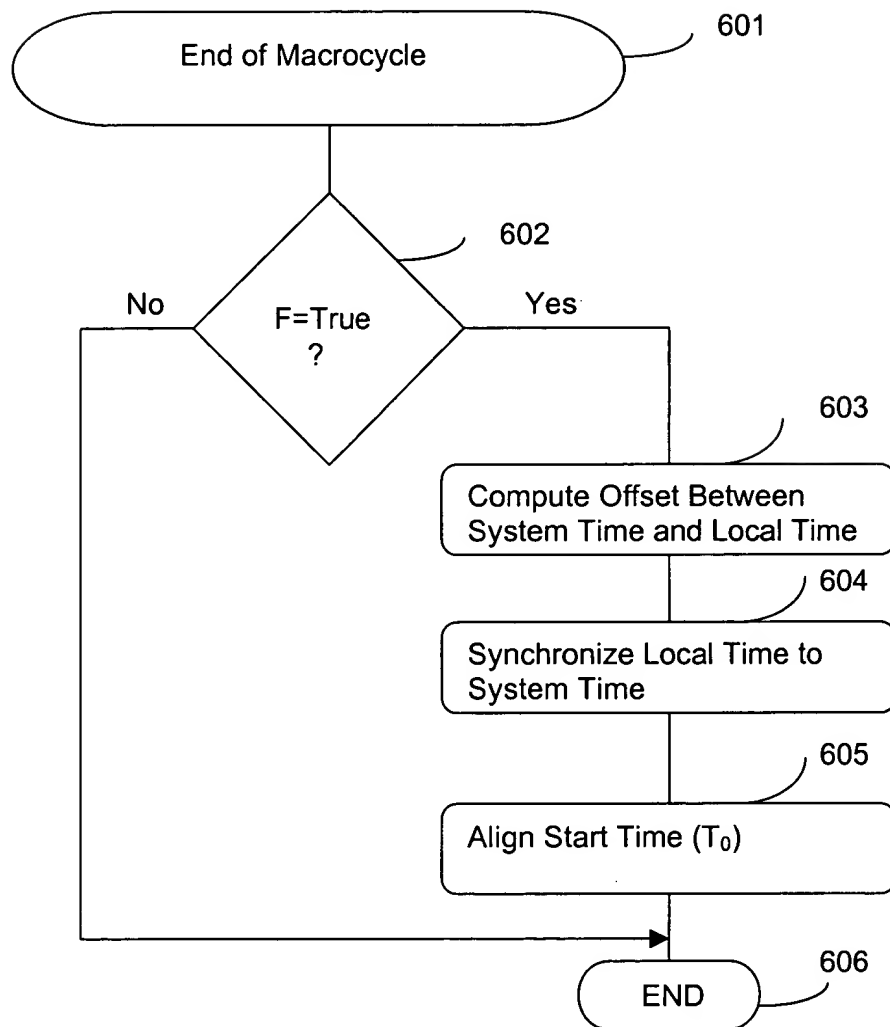 601
End of Macrocycle
602
No
Yes
F=True
?
603
Compute Offset Between
System Time and Local Time
604
Synchronize Local Time to
System Time
605
Align Start Time (T₀)
606
END